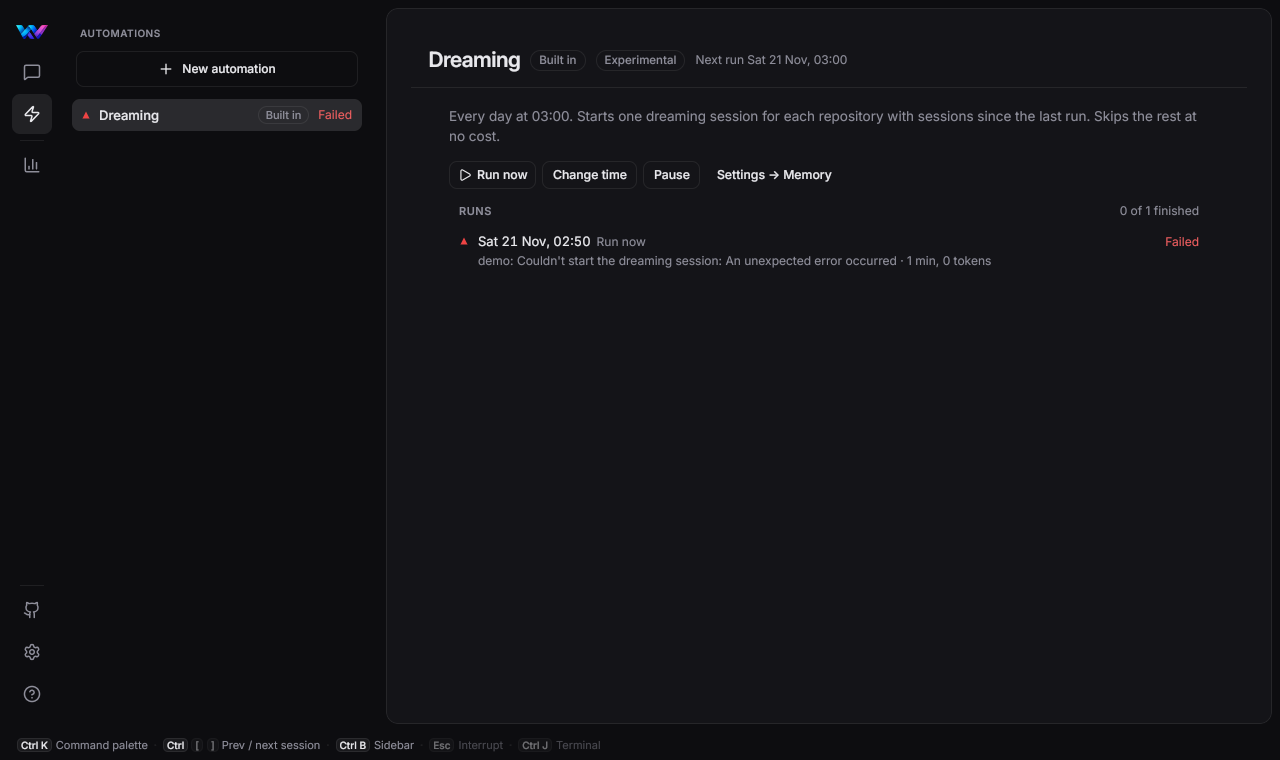 AUTOMATIONS
New automation
Dreaming Built in Failed
Dreaming Built in Experimental Next run Sat 21 Nov, 03:00
Every day at 03:00. Starts one dreaming session for each repository with sessions since the last run. Skips the rest at
no cost.
Run now Change time Pause Settings → Memory
RUNS 0 of 1 finished
Sat 21 Nov, 02:50 Run now Failed
demo: Couldn't start the dreaming session: An unexpected error occurred · 1 min, 0 tokens
Ctrl K Command palette · Ctrl [ ] Prev / next session · Ctrl B Sidebar · Esc Interrupt · Ctrl J Terminal